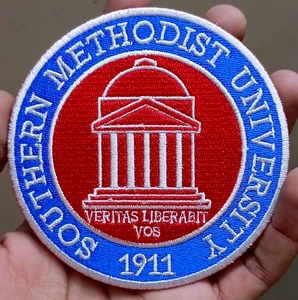 SOUTHERN METHODIST UNIVERSITY
VERITAS LIBERABIT
VOS
1911